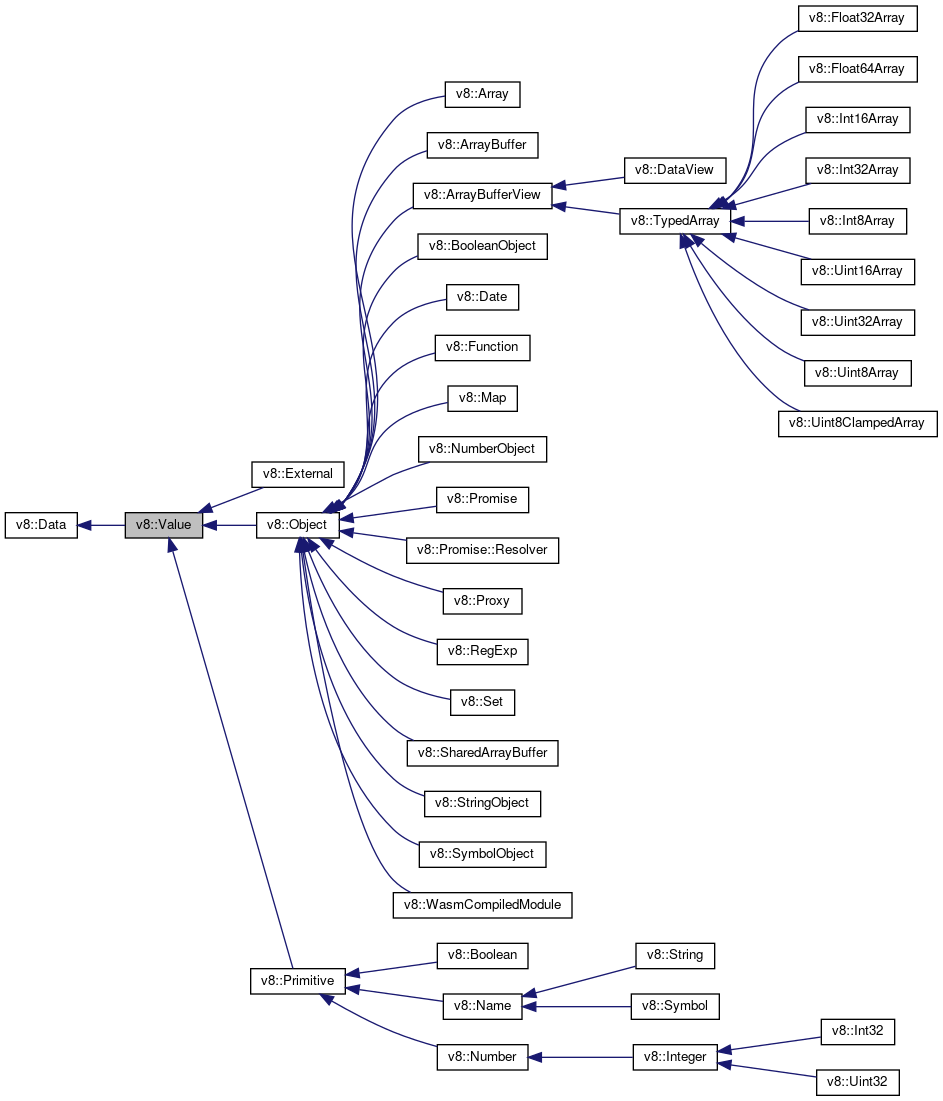 v8::Float32Array
v8::Float64Array
v8::Array
v8::Int16Array
v8::ArrayBuffer
v8::DataView
v8::Int32Array
v8::ArrayBufferView
v8::TypedArray
v8::Int8Array
v8::BooleanObject
v8::Uint16Array
v8::Date
v8::Uint32Array
v8::Function
v8::Uint8Array
v8::Map
v8::Uint8ClampedArray
v8::NumberObject
v8::External
v8::Promise
v8::Data
v8::Value
v8::Object
v8::Promise::Resolver
v8::Proxy
v8::RegExp
v8::Set
v8::SharedArrayBuffer
v8::StringObject
v8::SymbolObject
v8::WasmCompiledModule
v8::Boolean
v8::String
v8::Primitive
v8::Name
v8::Symbol
v8::Int32
v8::Number
v8::Integer
v8::Uint32